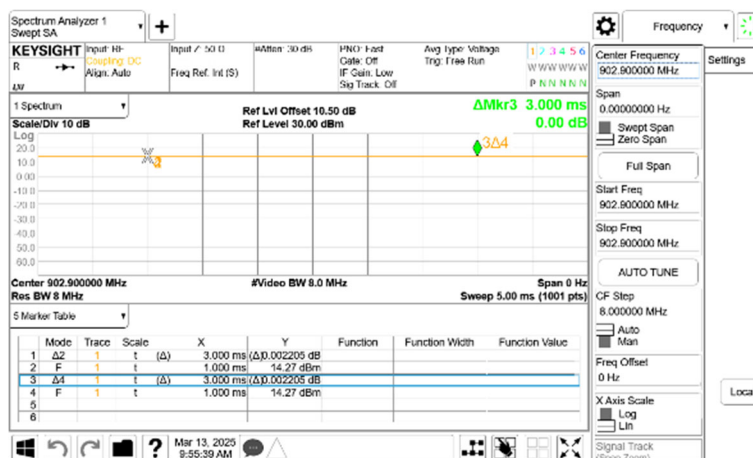 Spectrum Analyzer 1
Swept SA
Frequency
KEYSIGHT
R
Input: RF
Coupling: DC
Align: Auto
Input Z: 50 Ω
Freq Ref: Int (S)
#Atten: 30 dB
PNO: Fast
Gate: Off
IF Gain: Low
Sig Track: Off
Avg Type: Voltage
Trig: Free Run
1 2 3 4 5 6
W W W W W W
P N N N N N
Center Frequency
902.900000 MHz
Settings
Span
0.00000000 Hz
Swept Span
Zero Span
Full Span
Start Freq
902.900000 MHz
Stop Freq
902.900000 MHz
AUTO TUNE
CF Step
8.000000 MHz
Auto
Man
Freq Offset
0 Hz
X Axis Scale
Log
Lin
Signal Track
(Span Zoom)
Loca
1 Spectrum
Scale/Div 10 dB
Ref Lvl Offset 10.50 dB
Ref Level 30.00 dBm
ΔMkr3 3.000 ms
0.00 dB
Log
20.0
10.0
0.00
-10.0
-20.0
-30.0
3Δ4
Center 902.900000 MHz
Res BW 8 MHz
#Video BW 8.0 MHz
Span 0 Hz
Sweep 5.00 ms (1001 pts)
5 Marker Table
Mode Trace Scale X Y Function Function Width Function Value
1 Δ2 1 t (Δ) 3.000 ms (Δ) 0.002205 dB
2 F 1 t 1.000 ms 14.27 dBm
3 Δ4 1 t (Δ) 3.000 ms (Δ) 0.002205 dB
4 F 1 t 1.000 ms 14.27 dBm
5
6
?
Mar 13, 2025
9:55:39 AM